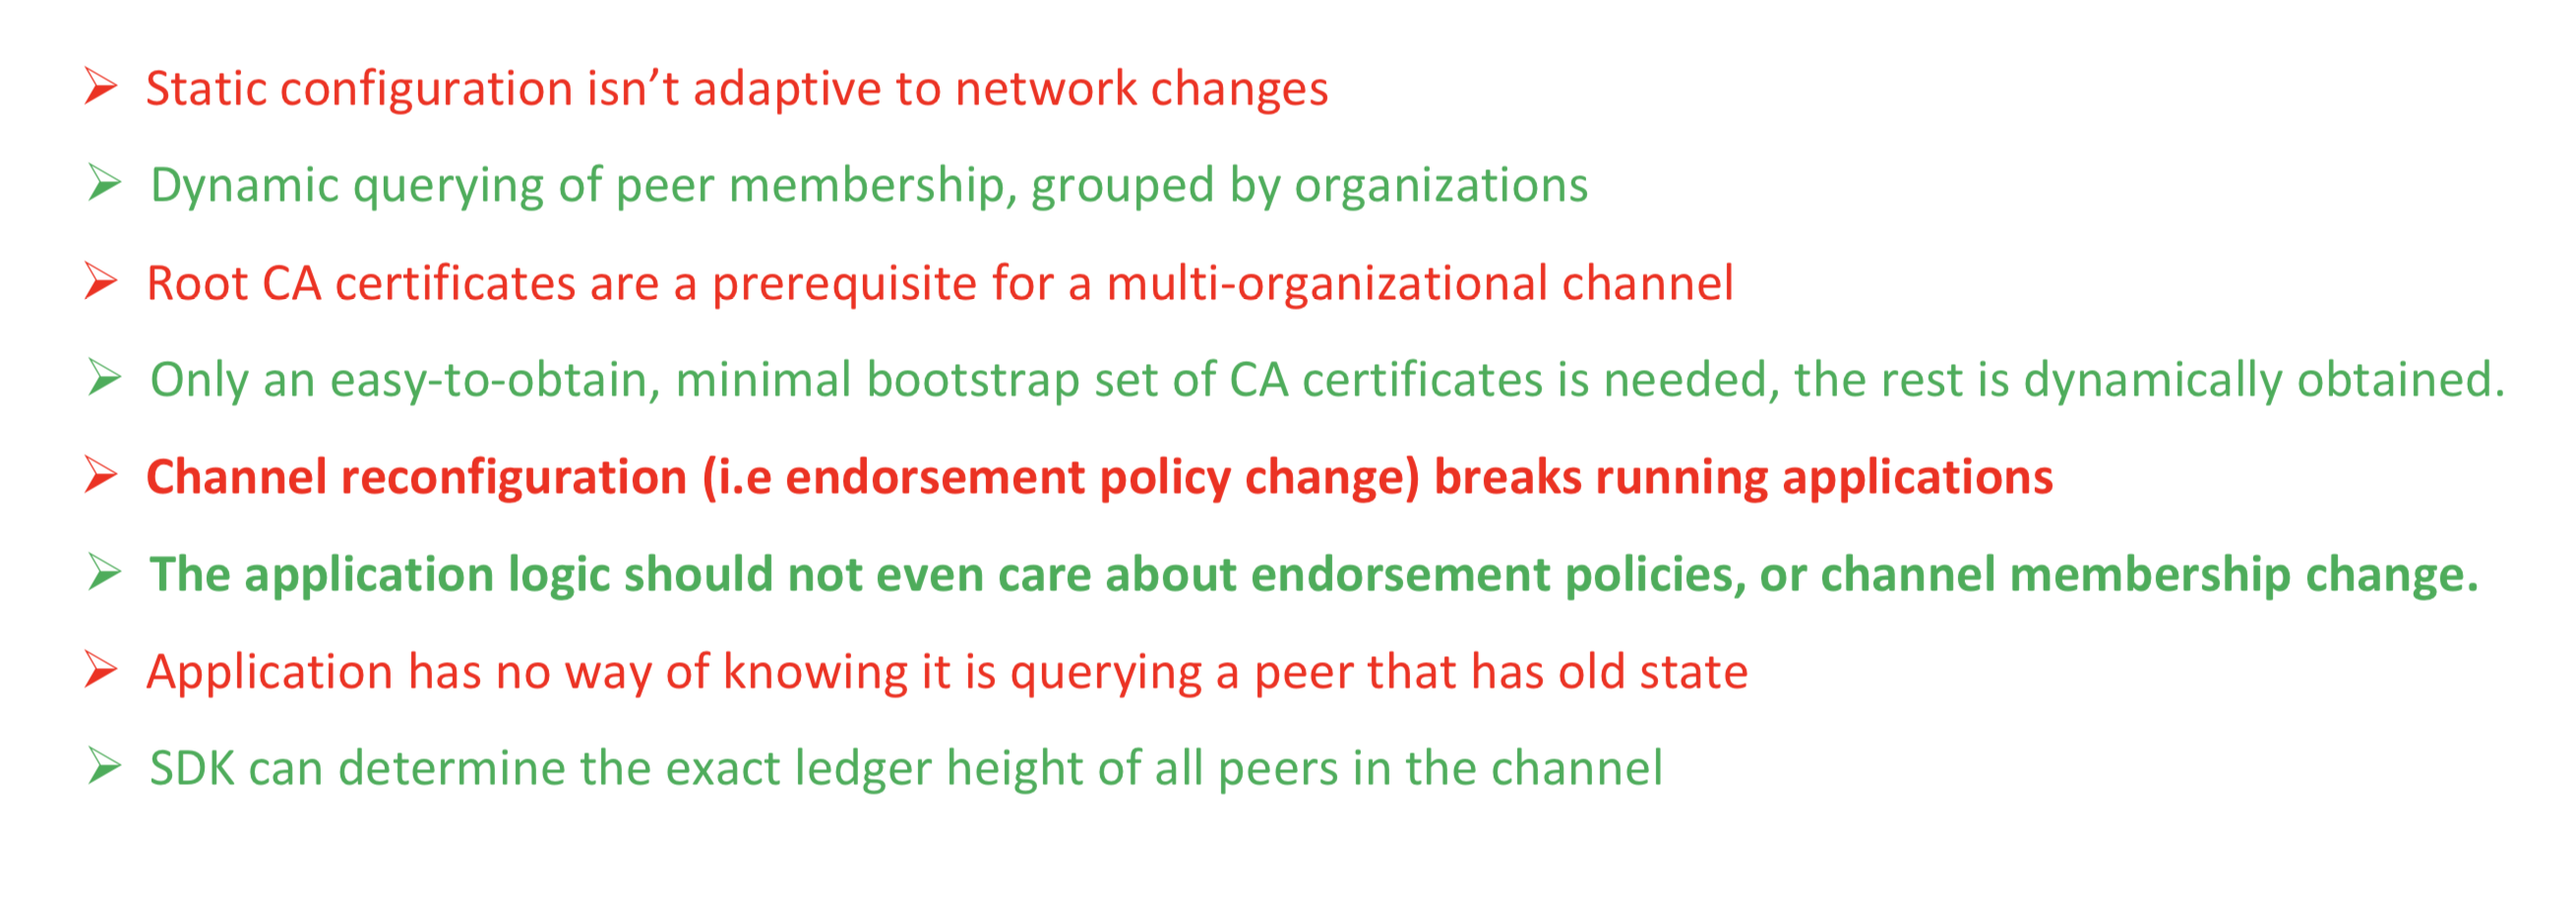 Static configuration isn’t adaptive to network changes
Dynamic querying of peer membership, grouped by organizations
Root CA certificates are a prerequisite for a multi-organizational channel
Only an easy-to-obtain, minimal bootstrap set of CA certificates is needed, the rest is dynamically obtained.
Channel reconfiguration (i.e endorsement policy change) breaks running applications
The application logic should not even care about endorsement policies, or channel membership change.
Application has no way of knowing it is querying a peer that has old state
SDK can determine the exact ledger height of all peers in the channel